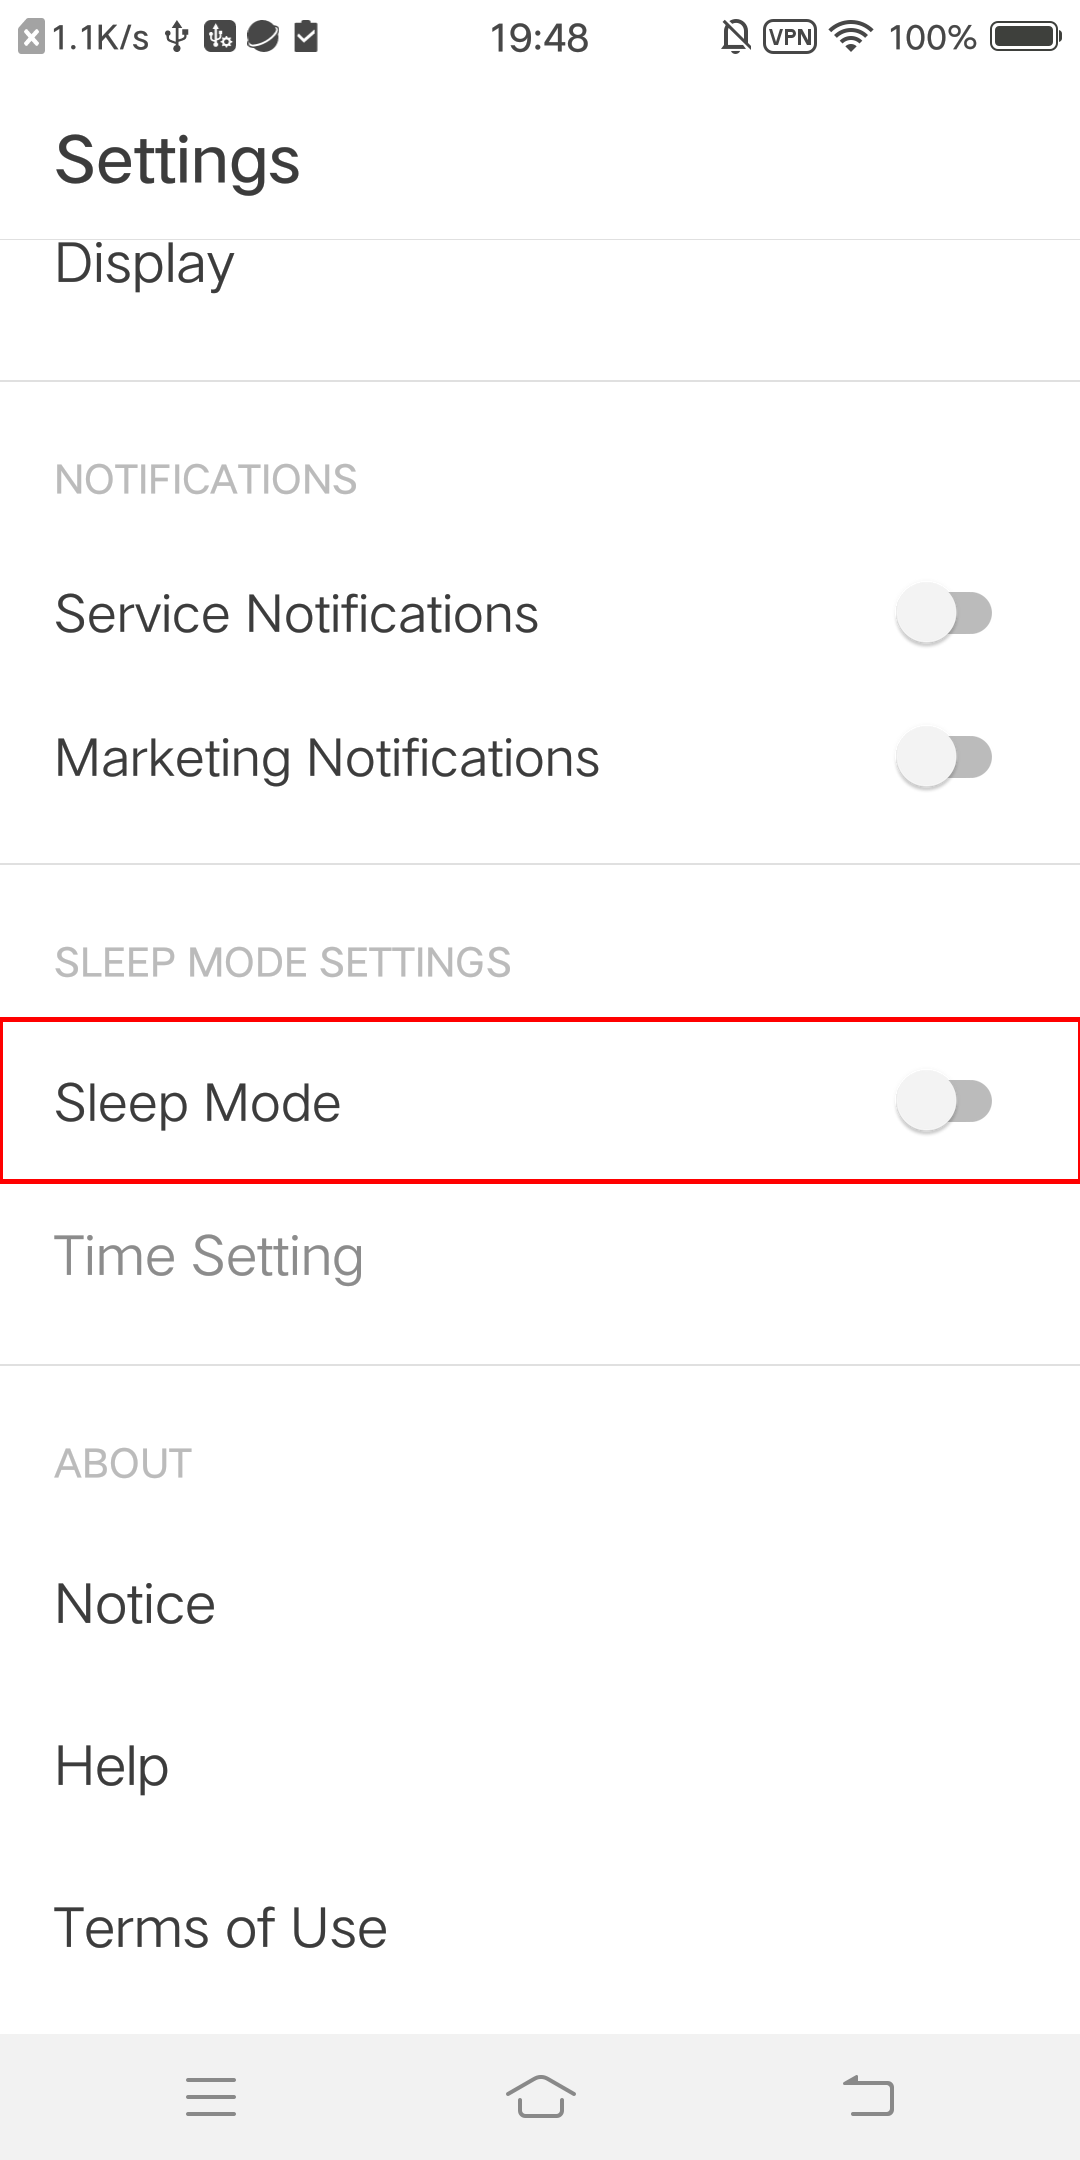 1.1K/s 19:48 VPN 100%
Settings
Display
NOTIFICATIONS
Service Notifications
Marketing Notifications
SLEEP MODE SETTINGS
Sleep Mode
Time Setting
ABOUT
Notice
Help
Terms of Use